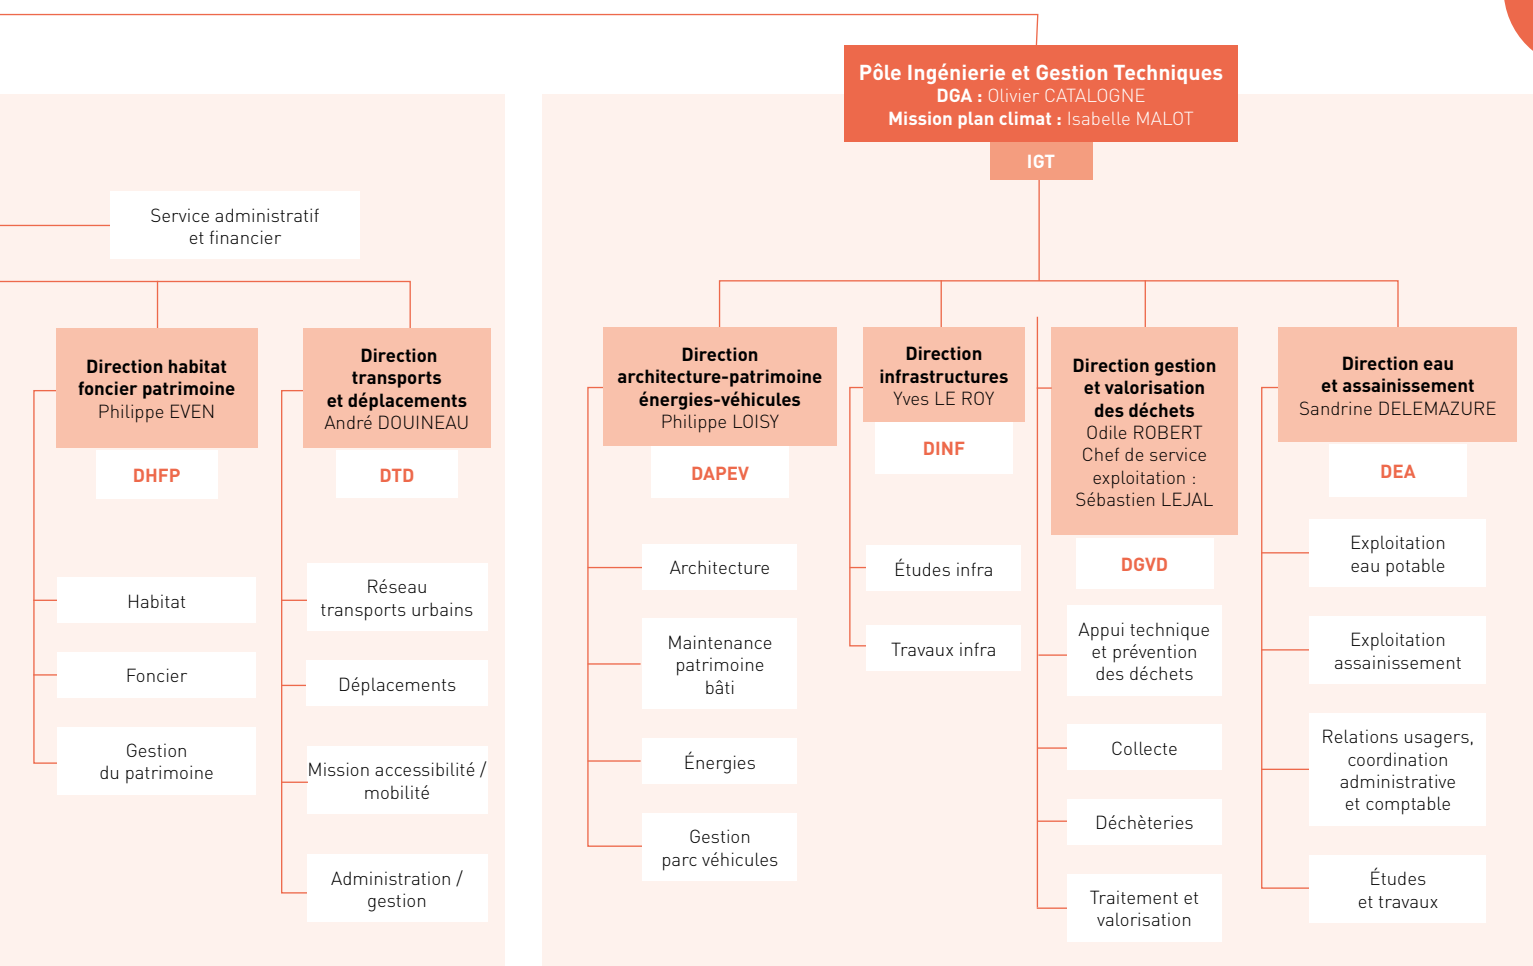 Pôle Ingénierie et Gestion Techniques
DGA : Olivier CATALOGNE
Mission plan climat : Isabelle MALOT
IGT
Service administratif
et financier
Direction habitat
foncier patrimoine
Philippe EVEN
DHFP
Habitat
Foncier
Gestion
du patrimoine
Direction
transports
et déplacements
André DOUINEAU
DTD
Réseau
transports urbains
Déplacements
Mission accessibilité /
mobilité
Administration /
gestion
Direction
architecture-patrimoine
énergies-véhicules
Philippe LOISY
DAPEV
Architecture
Maintenance
patrimoine
bâti
Énergies
Gestion
parc véhicules
Direction
infrastructures
Yves LE ROY
DINF
Études infra
Travaux infra
Direction gestion
et valorisation
des déchets
Odile ROBERT
Chef de service
exploitation :
Sébastien LEJAL
DGVD
Appui technique
et prévention
des déchets
Collecte
Déchèteries
Traitement et
valorisation
Direction eau
et assainissement
Sandrine DELEMAZURE
DEA
Exploitation
eau potable
Exploitation
assainissement
Relations usagers,
coordination
administrative
et comptable
Études
et travaux